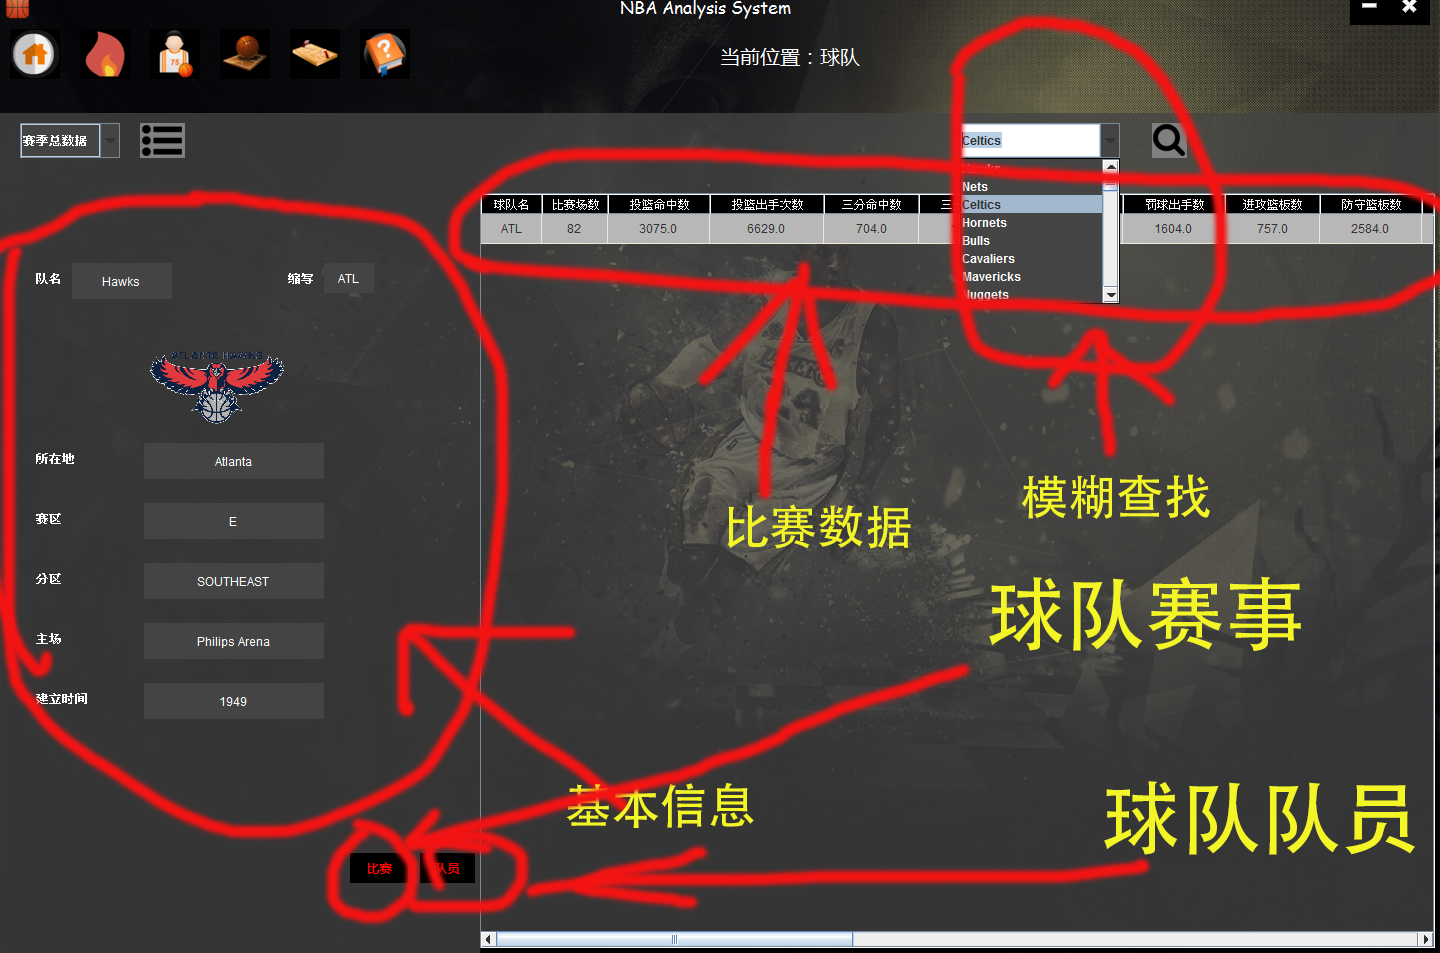 NBA Analysis System
当前位置：球队
赛季总数据
Celtics
Hawks
Nets
Celtics
Hornets
Bulls
Cavaliers
Mavericks
Nuggets
球队名 比赛场数 投篮命中数 投篮出手次数 三分命中数 三 罚球出手数 进攻篮板数 防守篮板数
ATL 82 3075.0 6629.0 704.0 1604.0 757.0 2584.0
队名 Hawks 缩写 ATL
ATLANTA HAWKS
所在地 Atlanta
赛区 E
分区 SOUTHEAST
主场 Philips Arena
建立时间 1949
比赛数据
模糊查找
球队赛事
基本信息
球队队员
比赛 队员